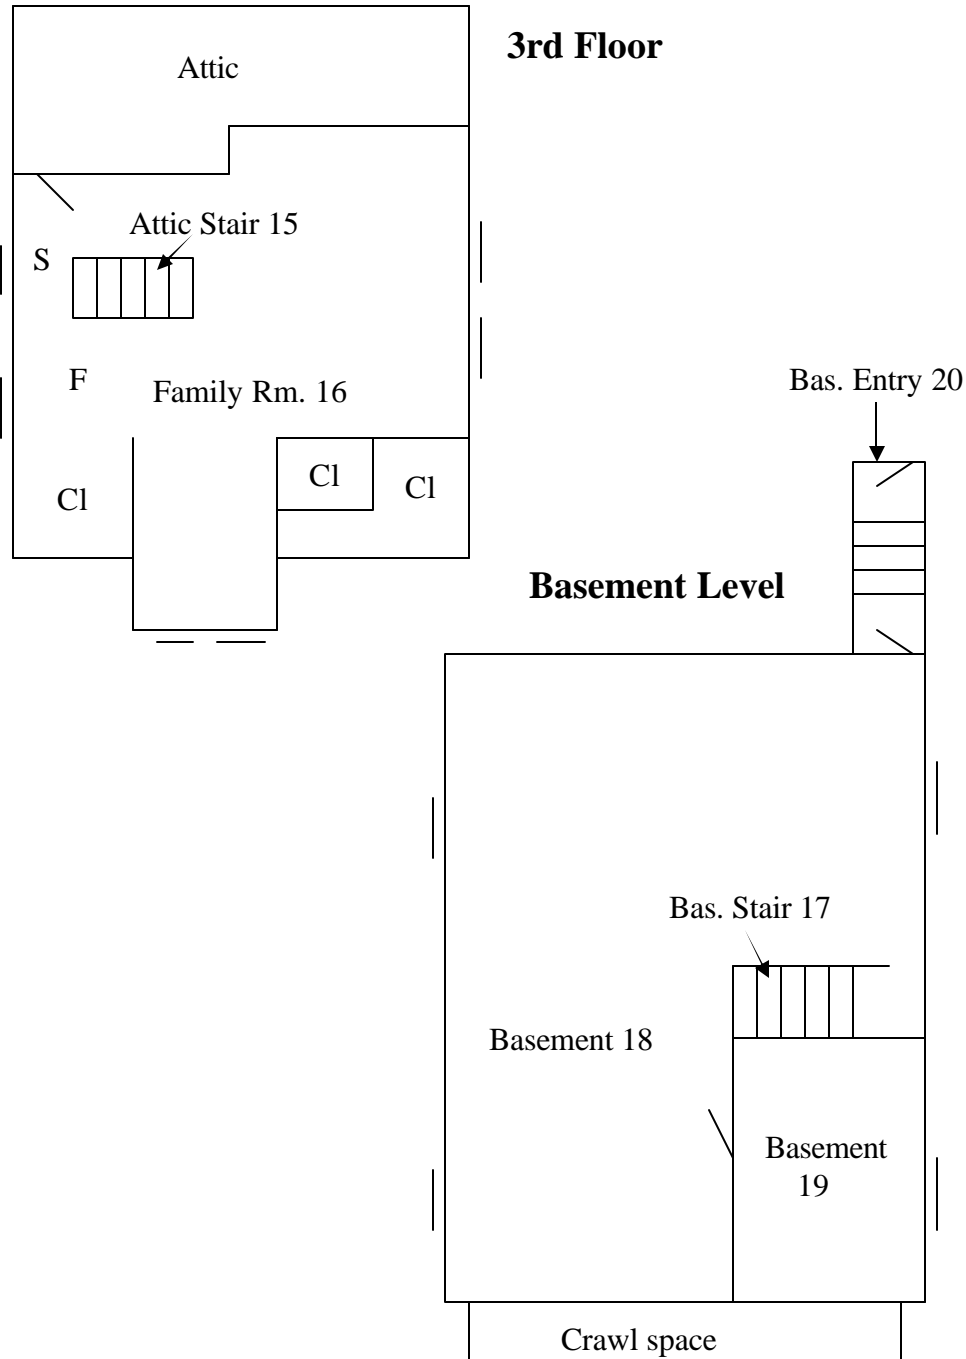 3rd Floor
Attic
Attic Stair 15
S
F
Family Rm. 16
Cl
Cl
Cl
Bas. Entry 20
Basement Level
Bas. Stair 17
Basement 18
Basement
19
Crawl space